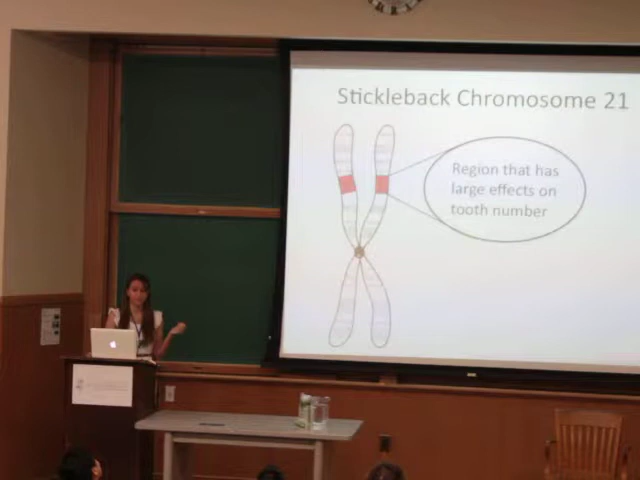 Stickleback Chromosome 21
Region that has
large effects on
tooth number